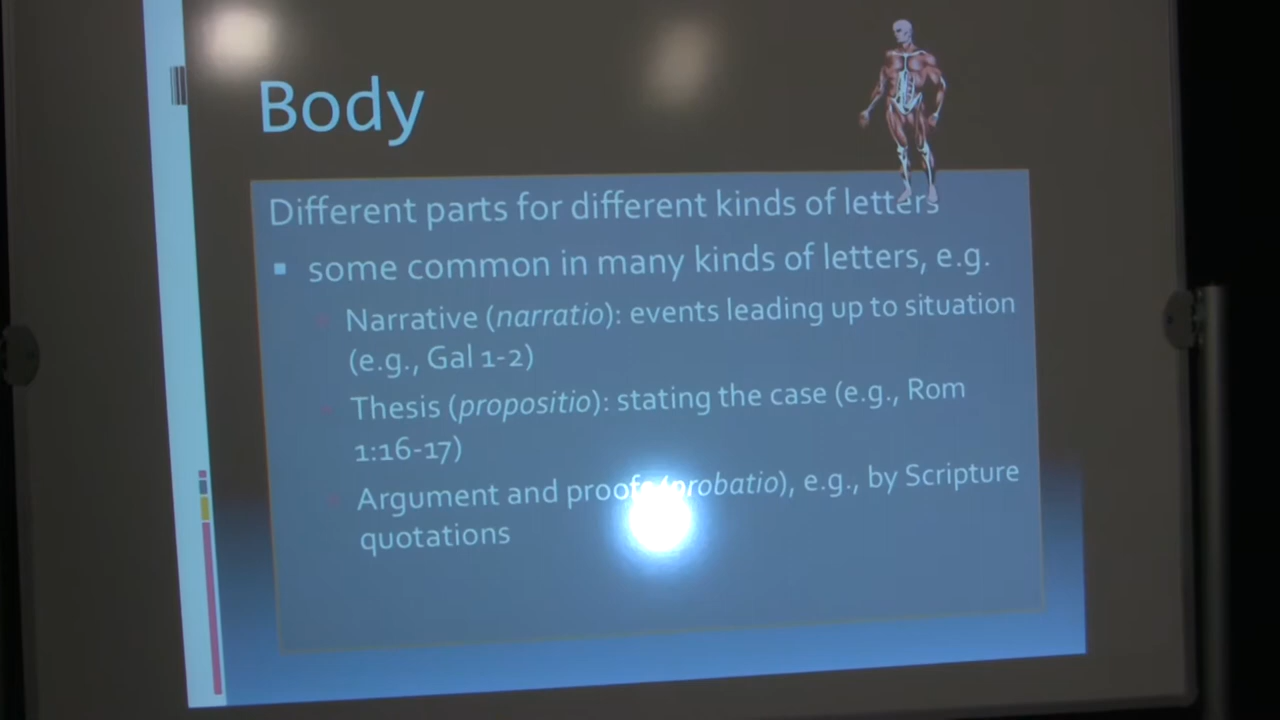 Body
Different parts for different kinds of letters
some common in many kinds of letters, e.g.
Narrative (narratio): events leading up to situation
(e.g., Gal 1-2)
Thesis (propositio): stating the case (e.g., Rom
1:16-17)
Argument and proofs (probatio), e.g., by Scripture
quotations